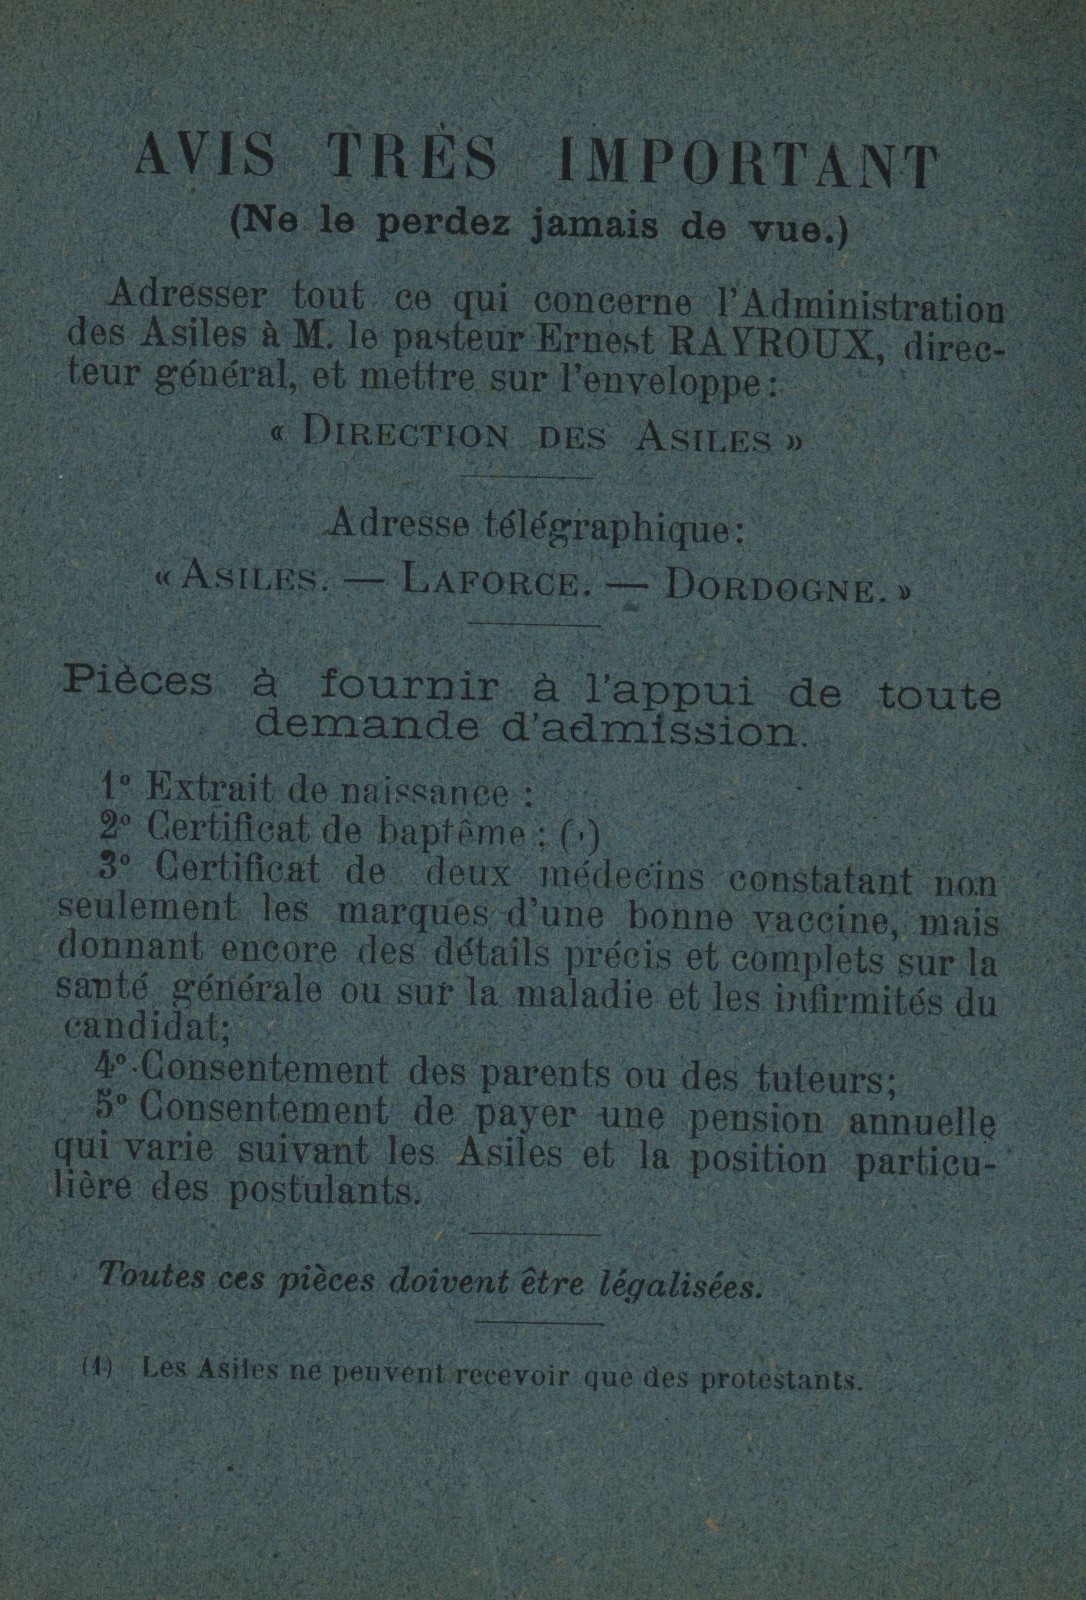 AVIS TRÈS IMPORTANT
(Ne le perdez jamais de vue.)
Adresser tout ce qui concerne l'Administration
des Asiles à M. le pasteur Ernest RAYROUX, direc-
teur général, et mettre sur l'enveloppe :
« DIRECTION DES ASILES »
Adresse télégraphique :
« ASILES. — LAFORCE. — DORDOGNE. »
Pièces à fournir à l'appui de toute
demande d'admission.
1° Extrait de naissance :
2° Certificat de baptême ; (1)
3° Certificat de deux médecins constatant non
seulement les marques d'une bonne vaccine, mais
donnant encore des détails précis et complets sur la
santé générale ou sur la maladie et les infirmités du
candidat;
4° Consentement des parents ou des tuteurs;
5° Consentement de payer une pension annuelle
qui varie suivant les Asiles et la position particu-
lière des postulants.
Toutes ces pièces doivent être légalisées.
(1) Les Asiles ne peuvent recevoir que des protestants.